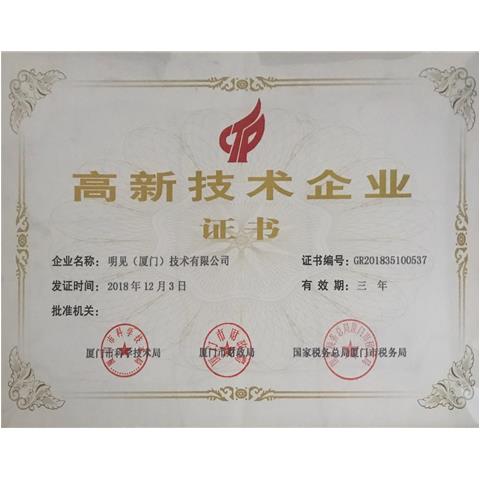 高新技术企业
证书
企业名称：明见（厦门）技术有限公司
证书编号：GR201835100537
发证时间：2018年12月3日
有效期：三 年
批准机关：
厦门市科学技术局
厦门市财政局
国家税务总局厦门市税务局